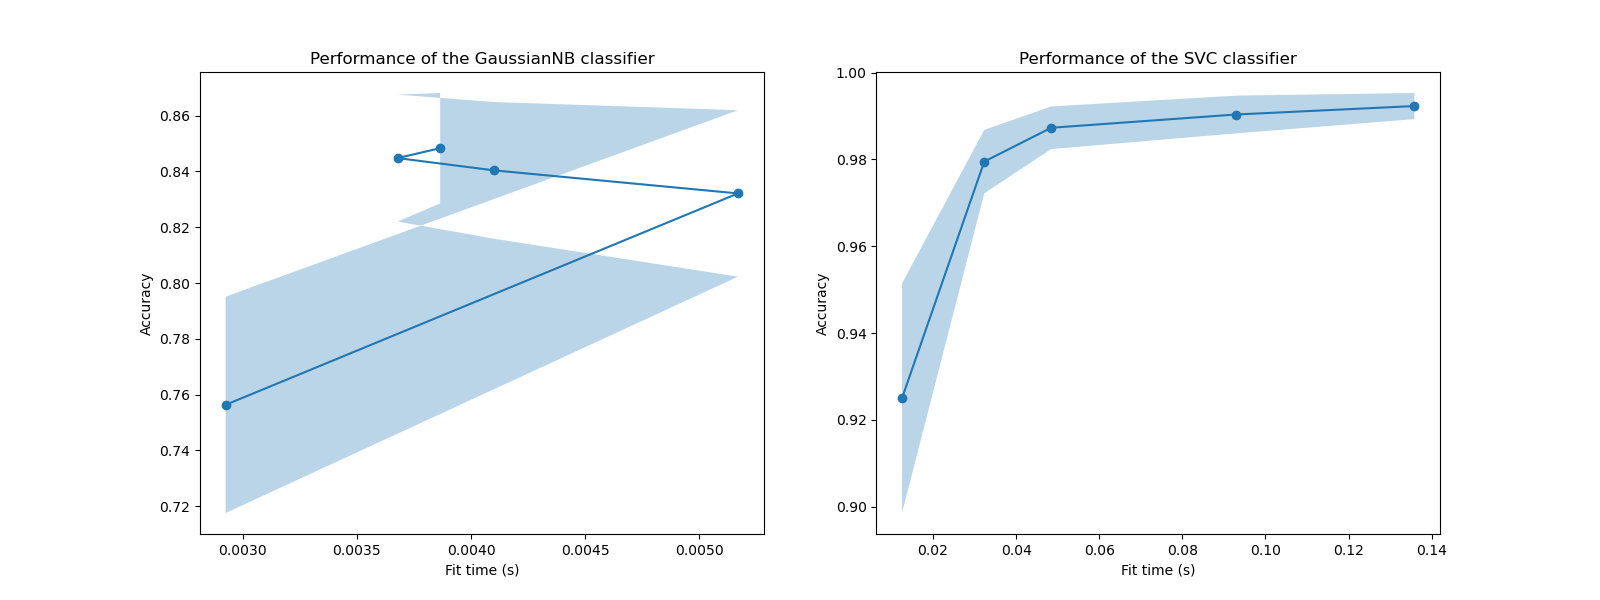 Performance of the GaussianNB classifier
Accuracy
0.86
0.84
0.82
0.80
0.78
0.76
0.74
0.72
0.0030 0.0035 0.0040 0.0045 0.0050
Fit time (s)
Performance of the SVC classifier
Accuracy
1.00
0.98
0.96
0.94
0.92
0.90
0.02 0.04 0.06 0.08 0.10 0.12 0.14
Fit time (s)